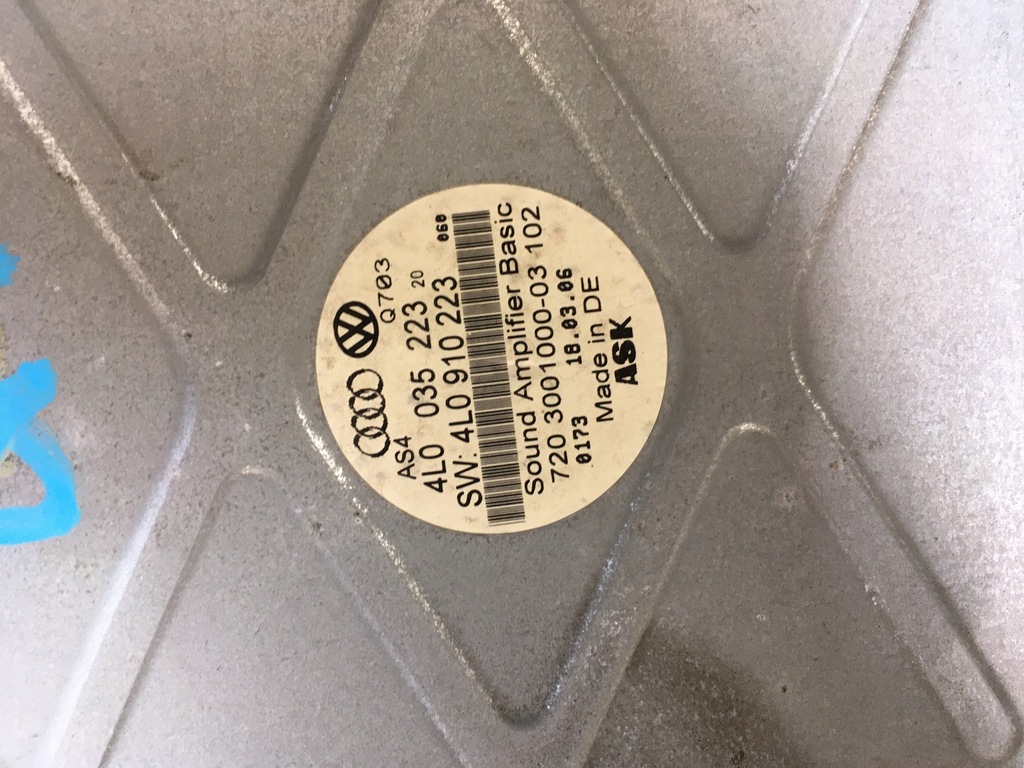 Q703
AS4
4L0 035 223 20
SW: 4L0 910 223
060
Sound Amplifier Basic
720 3001000-03 102
0173 18.03.06
Made in DE
ASK